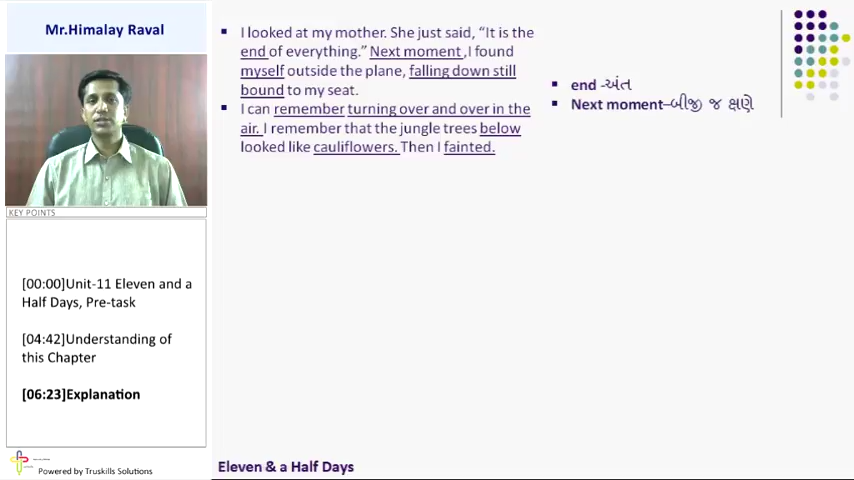 Mr.Himalay Raval
KEY POINTS
[00:00]Unit-11 Eleven and a
Half Days, Pre-task
[04:42]Understanding of
this Chapter
[06:23]Explanation
Powered by Truskills Solutions
▪ I looked at my mother. She just said, “It is the
end of everything.” Next moment ,I found
myself outside the plane, falling down still
bound to my seat.
▪ I can remember turning over and over in the
air. I remember that the jungle trees below
looked like cauliflowers. Then I fainted.
▪ end -અંત
▪ Next moment–બીજી જ ક્ષણે
Eleven & a Half Days